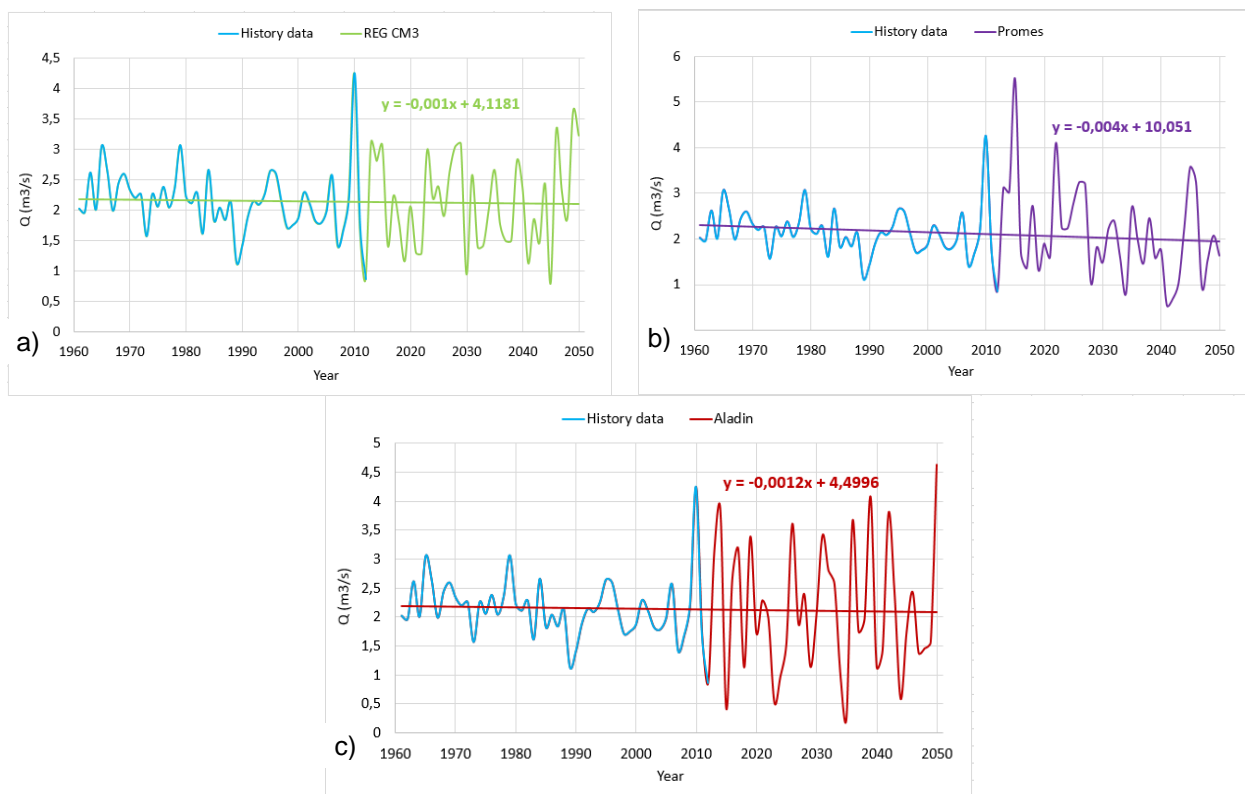 History data REG CM3
4,5
4
3,5
3
2,5
2
1,5
1
0,5
0
Q (m3/s)
y = -0,001x + 4,1181
1960 1970 1980 1990 2000 2010 2020 2030 2040 2050
Year
a)
History data Promes
6
5
4
3
2
1
Q (m3/s)
y = -0,004x + 10,051
1960 1970 1980 1990 2000 2010 2020 2030 2040 2050
Year
b)
History data Aladin
5
4,5
4
3,5
3
2,5
2
1,5
1
0,5
0
Q (m3/s)
y = -0,0012x + 4,4996
1960 1970 1980 1990 2000 2010 2020 2030 2040 2050
Year
c)